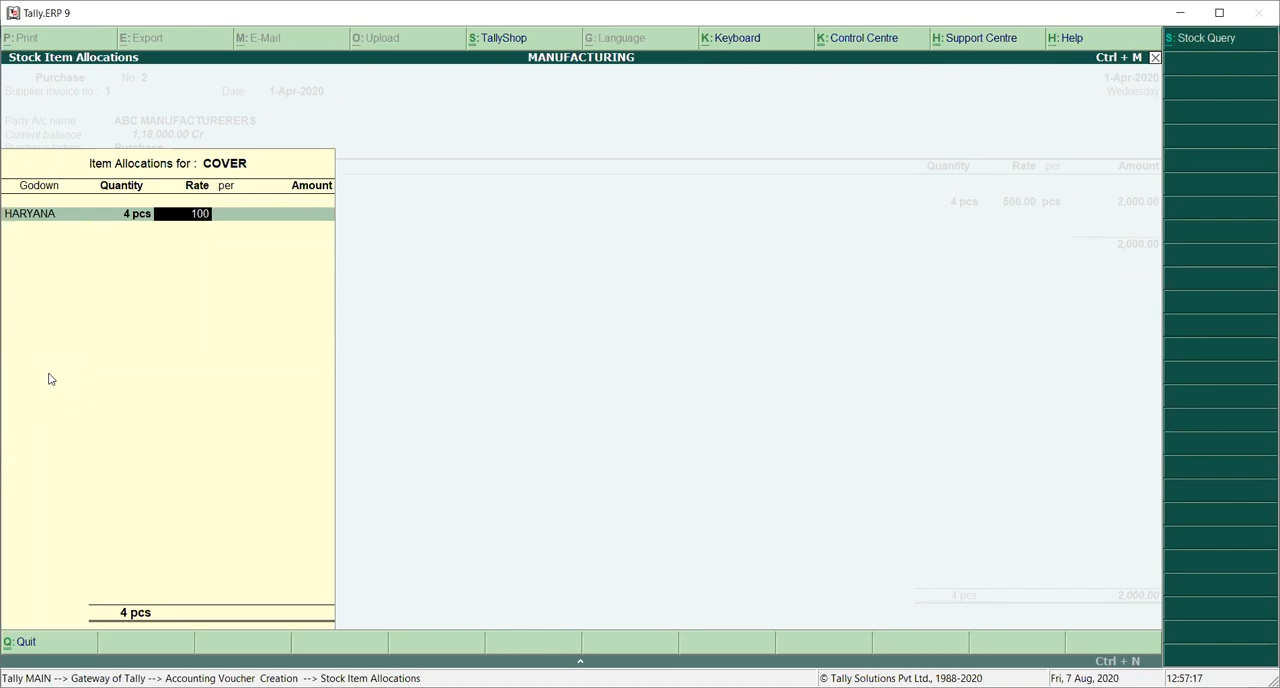 Tally.ERP 9
P: Print E: Export M: E-Mail O: Upload S: TallyShop G: Language K: Keyboard K: Control Centre H: Support Centre H: Help S: Stock Query
Stock Item Allocations MANUFACTURING Ctrl + M
Purchase No. 2 1-Apr-2020
Supplier invoice no.: 1 Date : 1-Apr-2020 Wednesday
Party A/c name ABC MANUFACTURERERS
Current balance 1,18,000.00 Cr
Item Allocations for : COVER
Quantity Rate per Amount
Godown Quantity Rate per Amount
4 pcs 500.00 pcs 2,000.00
HARYANA 4 pcs 100
2,000.00
4 pcs 2,000.00
4 pcs
Q: Quit
Ctrl + N
Tally MAIN --> Gateway of Tally --> Accounting Voucher Creation --> Stock Item Allocations © Tally Solutions Pvt Ltd., 1988-2020 Fri, 7 Aug, 2020 12:57:17